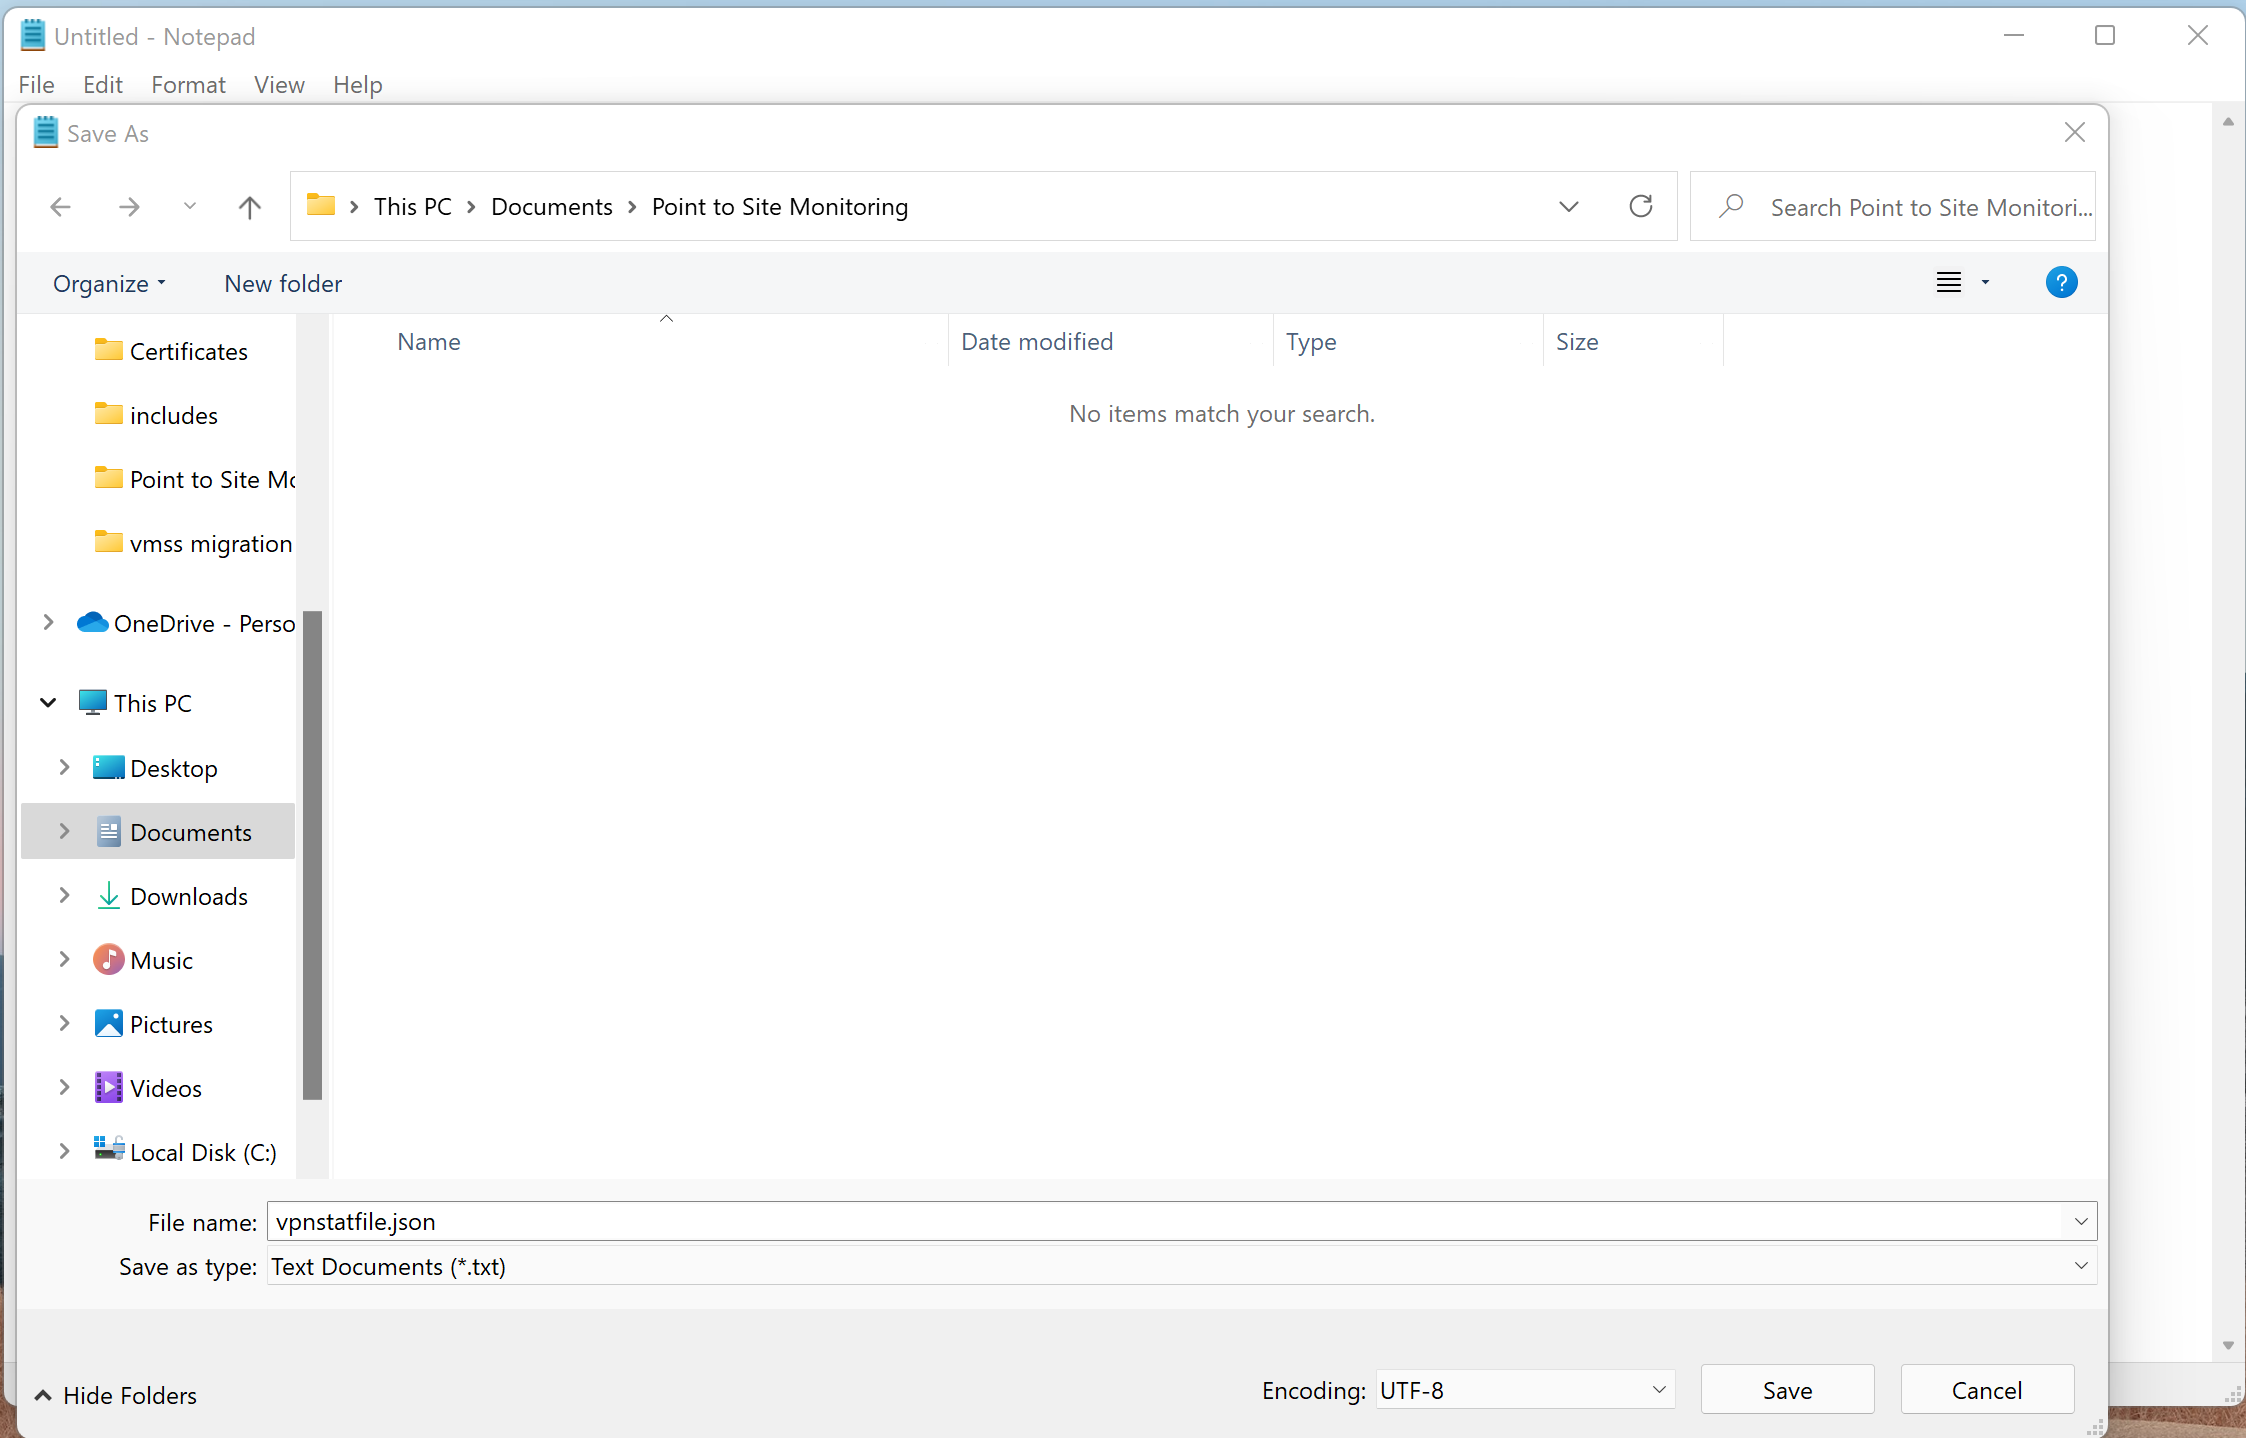 Untitled - Notepad
File Edit Format View Help
Save As
This PC Documents Point to Site Monitoring
Search Point to Site Monitori...
Organize New folder
?
Name Date modified Type Size
No items match your search.
Certificates
includes
Point to Site Mo
vmss migration
OneDrive - Perso
This PC
Desktop
Documents
Downloads
Music
Pictures
Videos
Local Disk (C:)
File name: vpnstatfile.json
Save as type: Text Documents (*.txt)
Hide Folders
Encoding: UTF-8
Save
Cancel